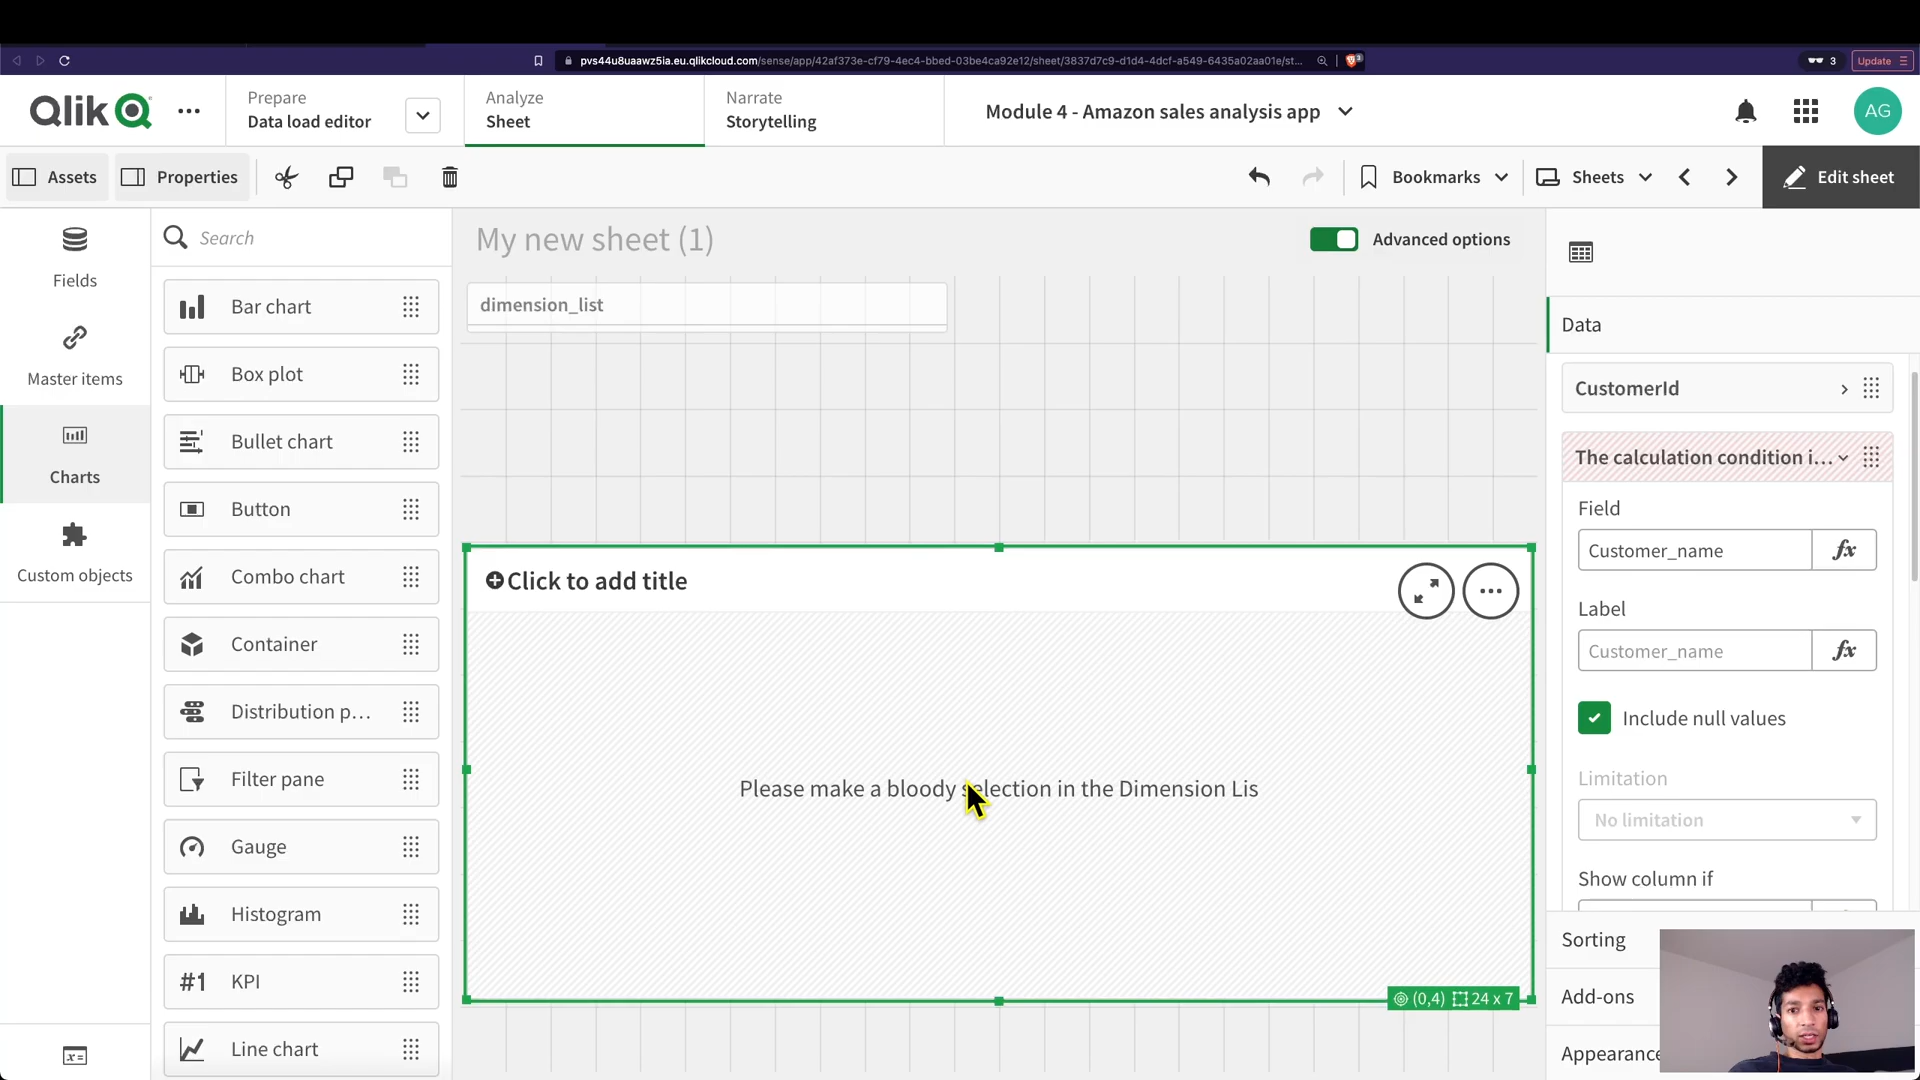 pvs44u8uaawz5ia.eu.qlikcloud.com/sense/app/42af373e-cf79-4ec4-bbed-03be4ca92e12/sheet/3837d7c9-d1d4-4dcf-a549-6435a02aa01e/st...
3
Update
Qlik
Prepare
Data load editor
Analyze
Sheet
Narrate
Storytelling
Module 4 - Amazon sales analysis app
AG
Assets
Properties
Bookmarks
Sheets
Edit sheet
Fields
Master items
Charts
Custom objects
Search
Bar chart
Box plot
Bullet chart
Button
Combo chart
Container
Distribution p...
Filter pane
Gauge
Histogram
#1 KPI
Line chart
My new sheet (1)
Advanced options
dimension_list
Click to add title
Please make a bloody selection in the Dimension Lis
(0,4) 24 x 7
Data
CustomerId
The calculation condition i...
Field
Customer_name
fx
Label
Customer_name
fx
Include null values
Limitation
No limitation
Show column if
Sorting
Add-ons
Appearance